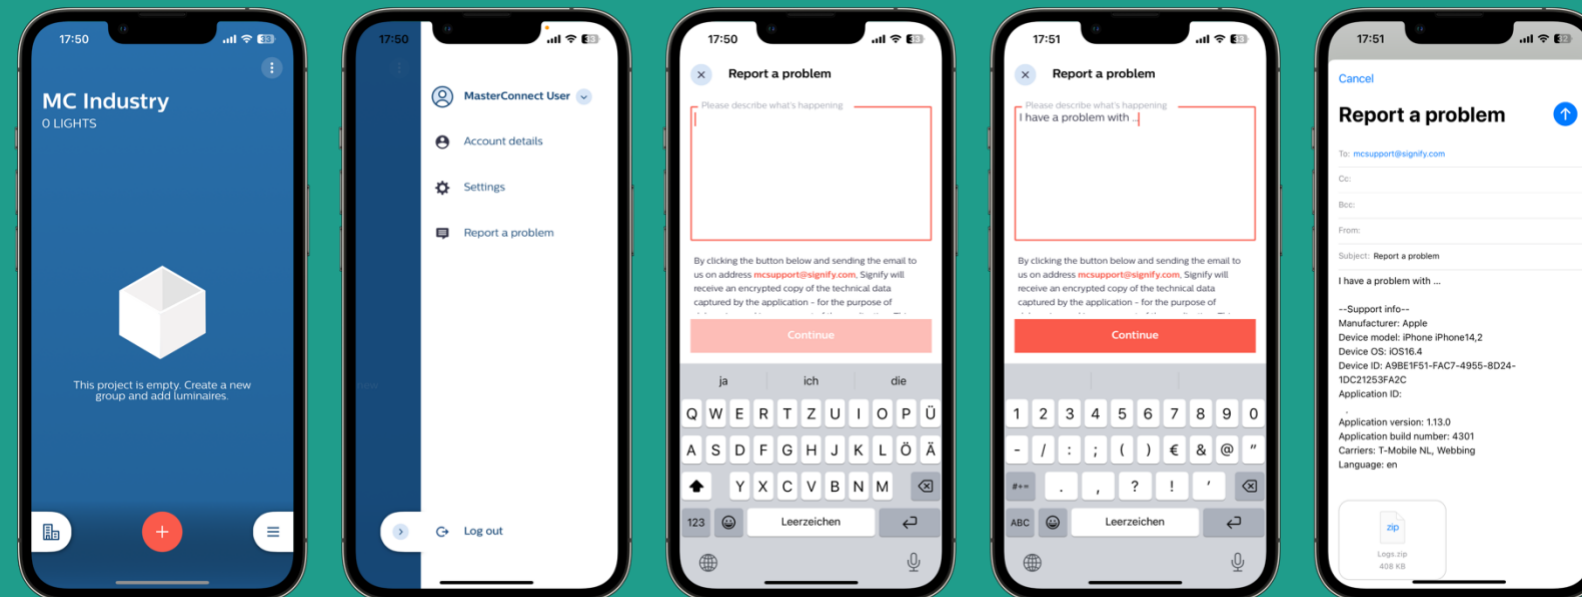 17:50
33
MC Industry
0 LIGHTS
This project is empty. Create a new
group and add luminaires.
17:50
33
MasterConnect User
Account details
Settings
Report a problem
Log out
17:50
33
Report a problem
Please describe what's happening
By clicking the button below and sending the email to
us on address mcsupport@signify.com, Signify will
receive an encrypted copy of the technical data
captured by the application - for the purpose of
Continue
ja ich die
Q W E R T Z U I O P Ü
A S D F G H J K L Ö Ä
Y X C V B N M
123 Leerzeichen
17:51
33
Report a problem
Please describe what's happening
I have a problem with ..
By clicking the button below and sending the email to
us on address mcsupport@signify.com, Signify will
receive an encrypted copy of the technical data
captured by the application - for the purpose of
Continue
1 2 3 4 5 6 7 8 9 0
- / : ; ( ) € & @ "
#+= . , ? ! '
ABC Leerzeichen
17:51
33
Cancel
Report a problem
To: mcsupport@signify.com
Cc:
Bcc:
From:
Subject: Report a problem
I have a problem with ...
--Support info--
Manufacturer: Apple
Device model: iPhone iPhone14,2
Device OS: iOS16.4
Device ID: A9BE1F51-FAC7-4955-8D24-
1DC21253FA2C
Application ID:
.
Application version: 1.13.0
Application build number: 4301
Carriers: T-Mobile NL, Webbing
Language: en
zip
Logs.zip
408 KB